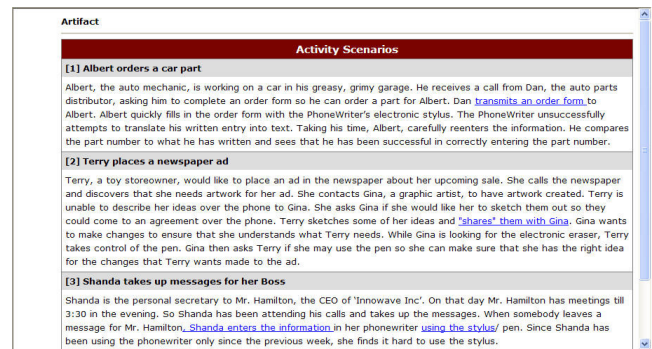 Artifact
Activity Scenarios
[1] Albert orders a car part
Albert, the auto mechanic, is working on a car in his greasy, grimy garage. He receives a call from Dan, the auto parts
distributor, asking him to complete an order form so he can order a part for Albert. Dan transmits an order form to
Albert. Albert quickly fills in the order form with the PhoneWriter's electronic stylus. The PhoneWriter unsuccessfully
attempts to translate his written entry into text. Taking his time, Albert, carefully reenters the information. He compares
the part number to what he has written and sees that he has been successful in correctly entering the part number.
[2] Terry places a newspaper ad
Terry, a toy storeowner, would like to place an ad in the newspaper about her upcoming sale. She calls the newspaper
and discovers that she needs artwork for her ad. She contacts Gina, a graphic artist, to have artwork created. Terry is
unable to describe her ideas over the phone to Gina. She asks Gina if she would like her to sketch them out so they
could come to an agreement over the phone. Terry sketches some of her ideas and "shares" them with Gina. Gina wants
to make changes to ensure that she understands what Terry needs. While Gina is looking for the electronic eraser, Terry
takes control of the pen. Gina then asks Terry if she may use the pen so she can make sure that she has the right idea
for the changes that Terry wants made to the ad.
[3] Shanda takes up messages for her Boss
Shanda is the personal secretary to Mr. Hamilton, the CEO of 'Innowave Inc'. On that day Mr. Hamilton has meetings till
3:30 in the evening. So Shanda has been attending his calls and takes up the messages. When somebody leaves a
message for Mr. Hamilton, Shanda enters the information in her phonewriter using the stylus/ pen. Since Shanda has
been using the phonewriter only since the previous week, she finds it hard to use the stylus.